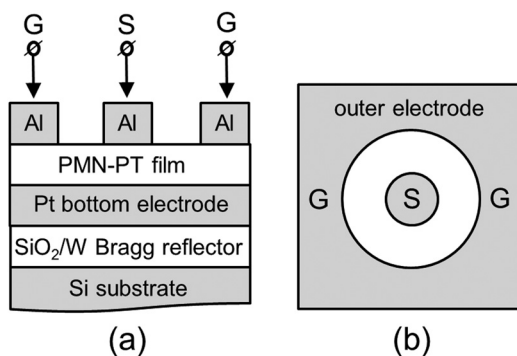 G S G
Al Al Al
PMN-PT film
Pt bottom electrode
SiO₂/W Bragg reflector
Si substrate
(a)
outer electrode
G S G
(b)